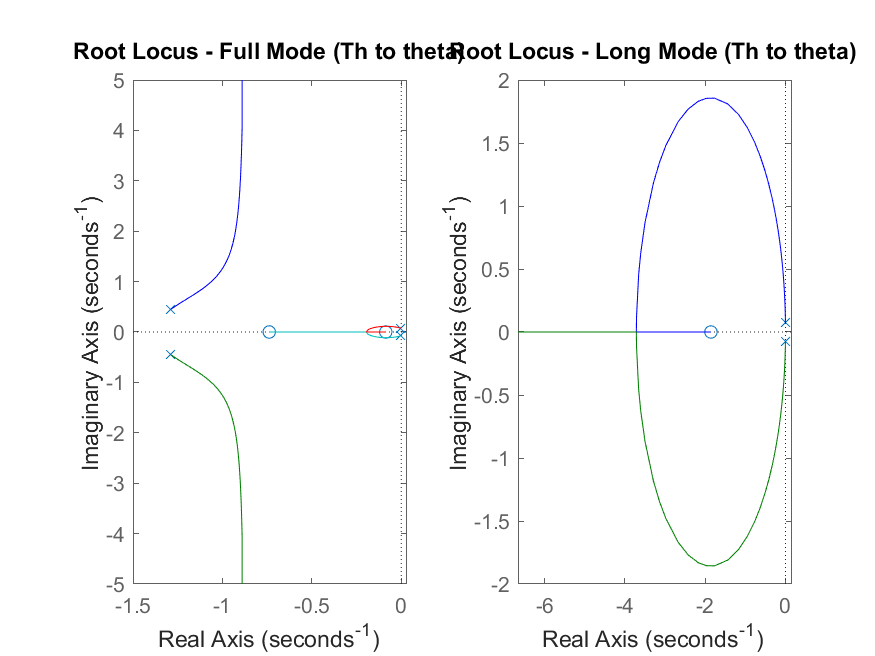 Root Locus - Full Mode (Th to theta)
Root Locus - Long Mode (Th to theta)
Imaginary Axis (seconds⁻¹)
5
4
3
2
1
0
-1
-2
-3
-4
-5
-1.5 -1 -0.5 0
Real Axis (seconds⁻¹)
Imaginary Axis (seconds⁻¹)
2
1.5
1
0.5
0
-0.5
-1
-1.5
-2
-6 -4 -2 0
Real Axis (seconds⁻¹)